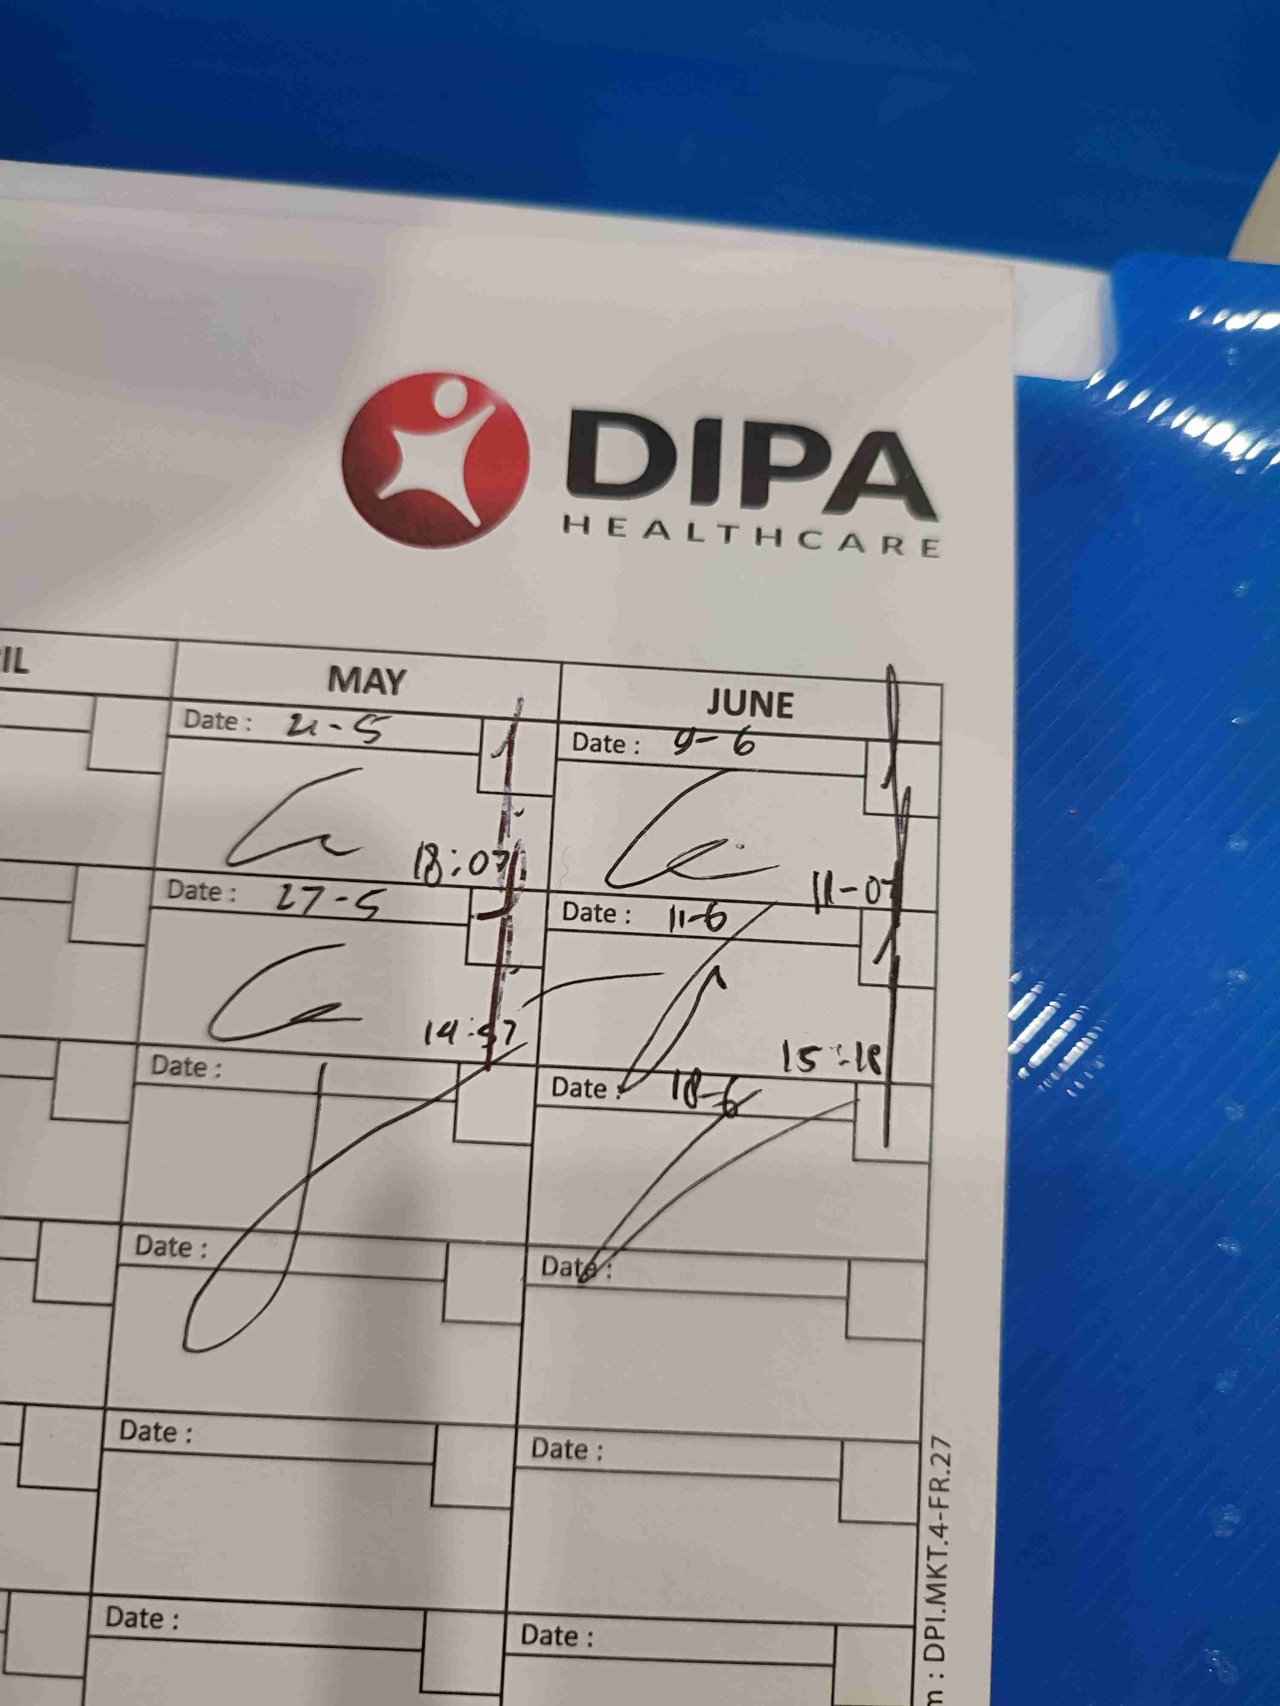 DIPA
HEALTHCARE
IL
MAY
JUNE
Date : 21-5
Date : 9-6
18:07
11-07
Date : 27-5
Date : 11-6
14:57
15:18
Date :
Date : 18-6
Date :
Date :
Date :
Date :
Date :
Date :
m : DPI.MKT.4-FR.27